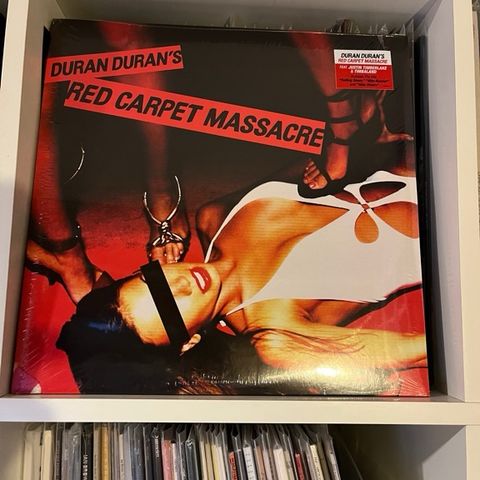 DURAN DURAN'S
RED CARPET MASSACRE
DURAN DURAN'S
RED CARPET MASSACRE
FEAT. JUSTIN TIMBERLAKE
& TIMBALAND